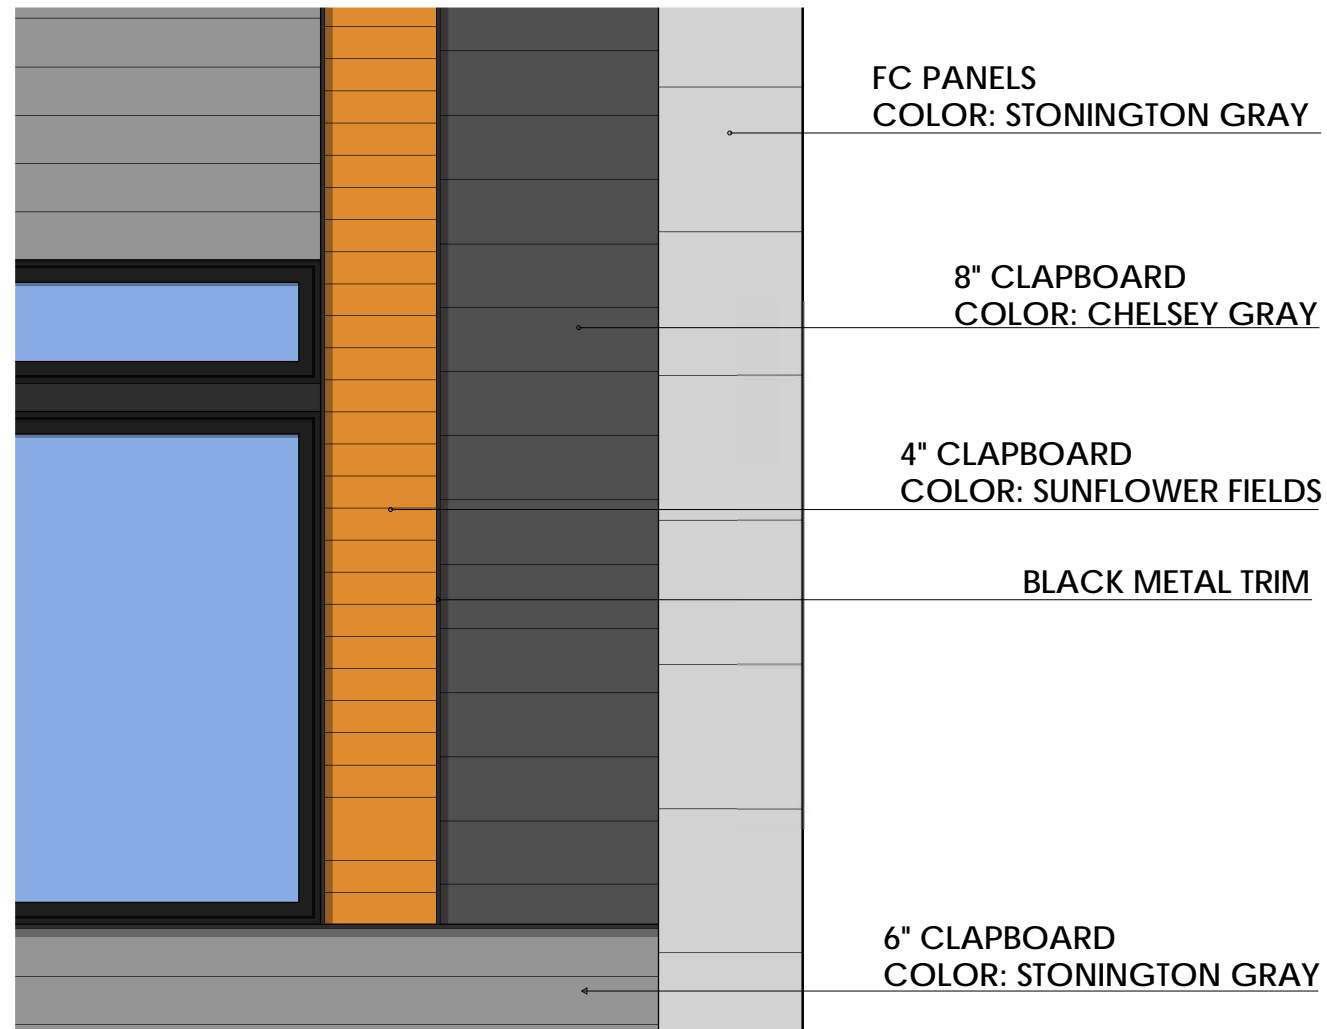 FC PANELS
COLOR: STONINGTON GRAY
8" CLAPBOARD
COLOR: CHELSEY GRAY
4" CLAPBOARD
COLOR: SUNFLOWER FIELDS
BLACK METAL TRIM
6" CLAPBOARD
COLOR: STONINGTON GRAY